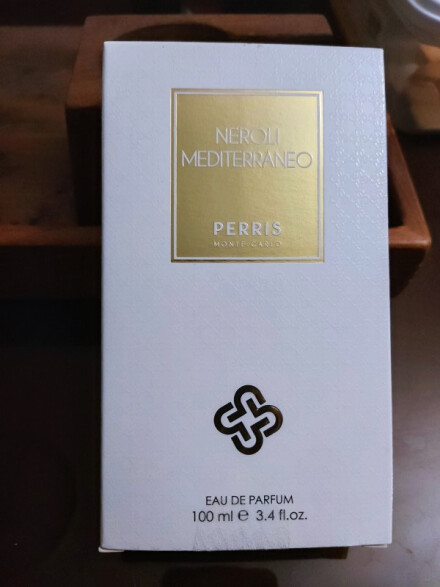 NEROLI
MEDITERRANEO
PERRIS
MONTE CARLO
EAU DE PARFUM
100 ml e 3.4 fl.oz.